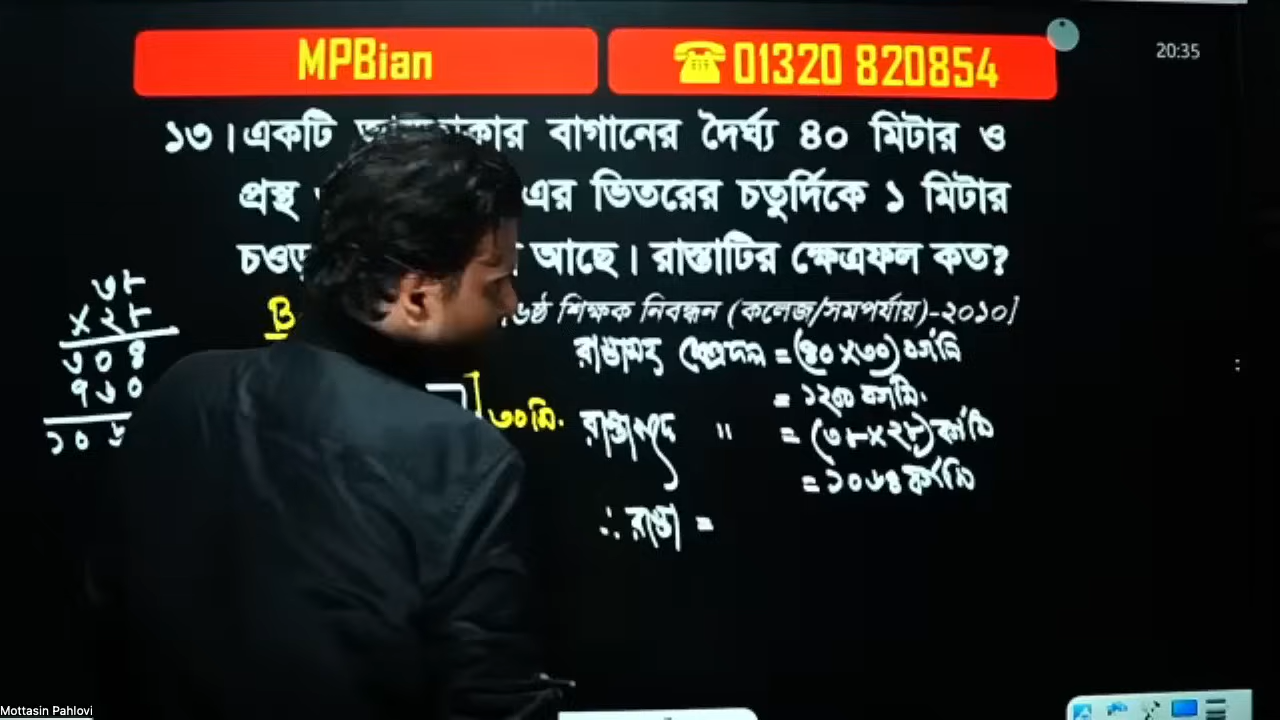 MPBian
☎01320 820854
20:35
১৩। একটি আয়তাকার বাগানের দৈর্ঘ্য ৪০ মিটার ও
প্রস্থ এর ভিতরের চতুর্দিকে ১ মিটার
আছে। রাস্তাটির ক্ষেত্রফল কত?
৬ষ্ঠ শিক্ষক নিবন্ধন (কলেজ/সমপর্যায়)-২০১০]
B
৩৮
×২৮
৩০৪
৭৬০
১০৬
৩০মি.
রাস্তাসহ ক্ষেত্রফল = (৪০×৩০) বর্গমি
= ১২০০ বর্গমি.
রাস্তাবাদে " = (৩৮×২৮) বর্গমি
= ১০৬৪ বর্গমি
∴ রাস্তা =
Mottasin Pahlovi